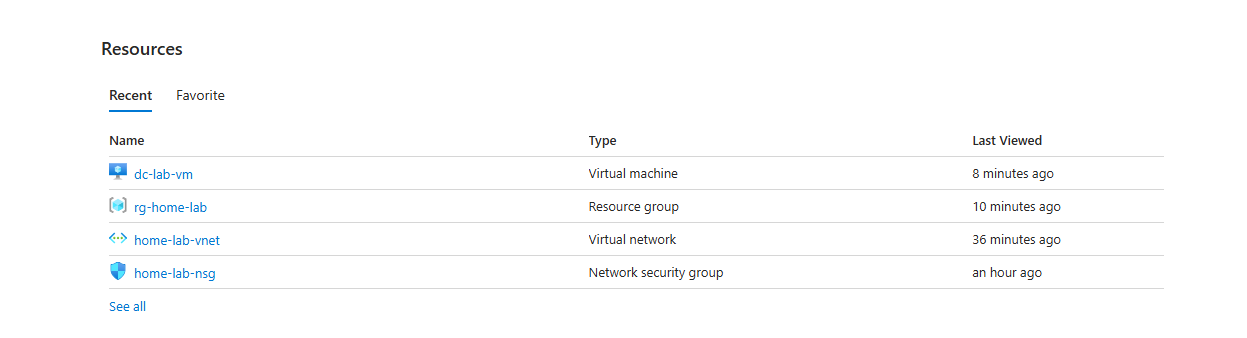 Resources
Recent Favorite
Name Type Last Viewed
dc-lab-vm Virtual machine 8 minutes ago
rg-home-lab Resource group 10 minutes ago
home-lab-vnet Virtual network 36 minutes ago
home-lab-nsg Network security group an hour ago
See all